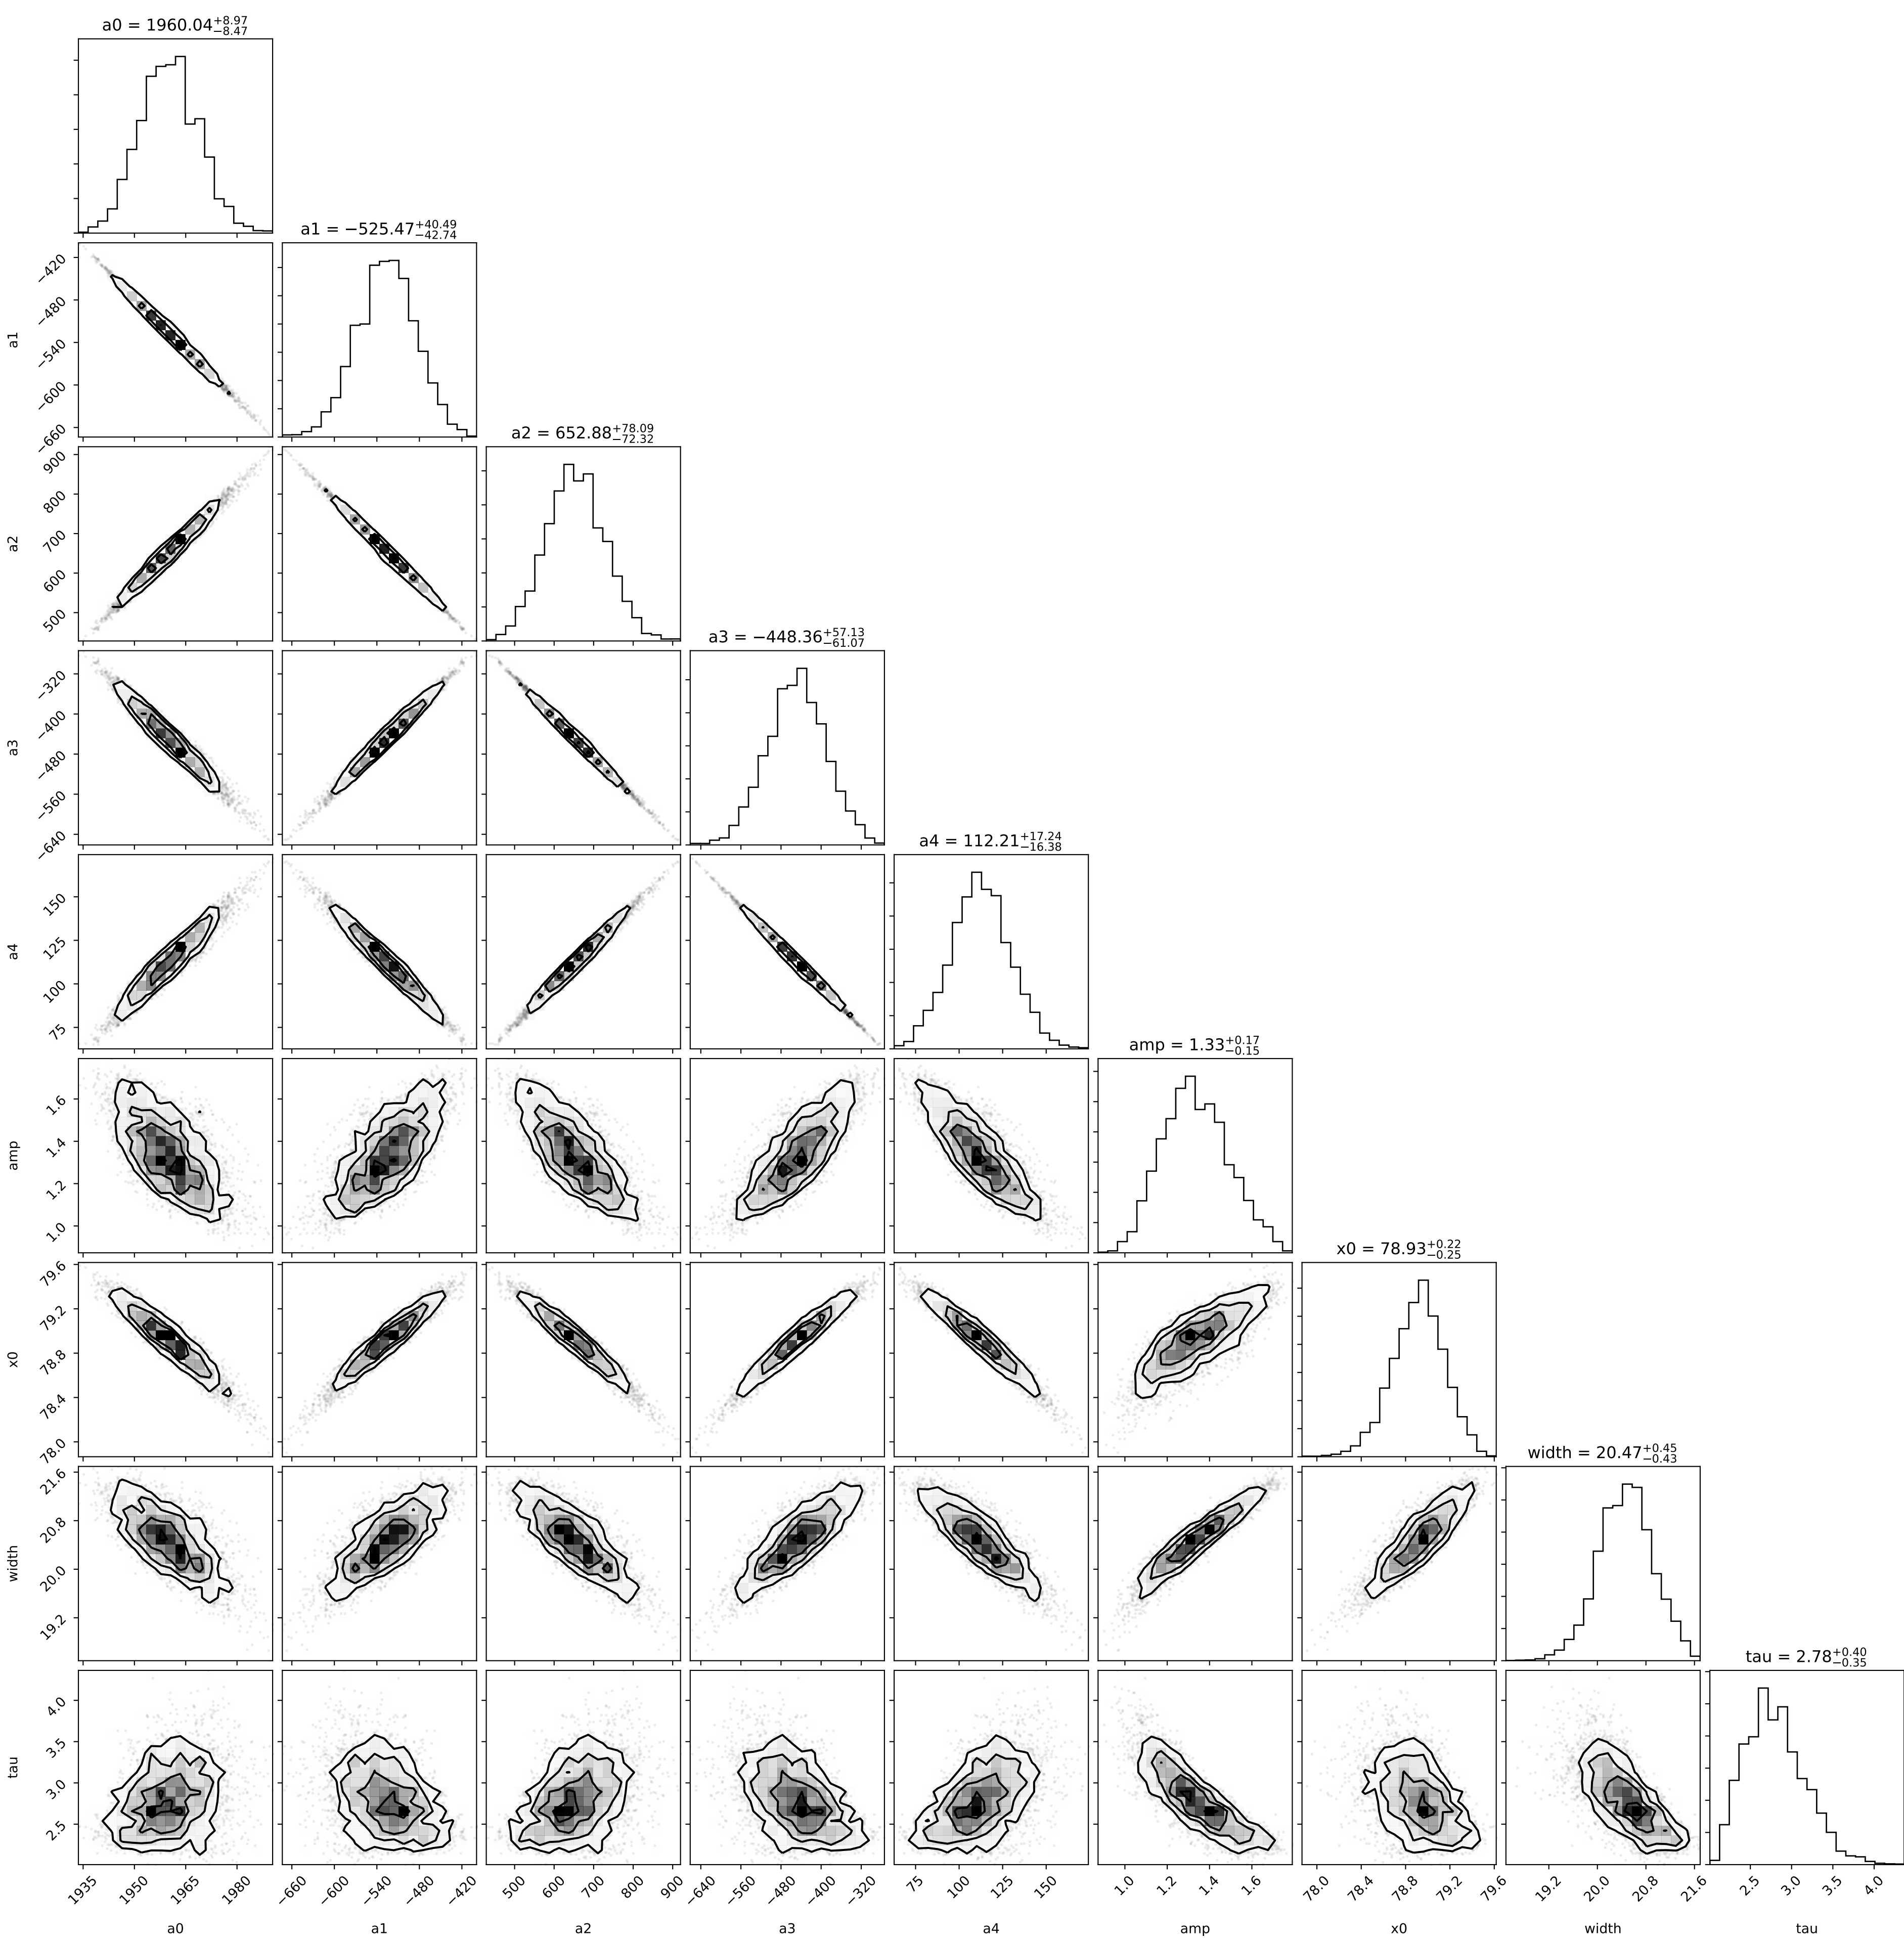 a0 = 1960.04+8.97−8.47
a1 = −525.47+40.49−42.74
−420
−480
−540
−600
−660
a1
a2 = 652.88+78.09−72.32
900
800
700
600
500
a2
a3 = −448.36+57.13−61.07
−320
−400
−480
−560
−640
a3
a4 = 112.21+17.24−16.38
150
125
100
75
a4
amp = 1.33+0.17−0.15
1.6
1.4
1.2
1.0
amp
x0 = 78.93+0.22−0.25
79.6
79.2
78.8
78.4
78.0
x0
width = 20.47+0.45−0.43
21.6
20.8
20.0
19.2
width
tau = 2.78+0.40−0.35
4.0
3.5
3.0
2.5
tau
1935 1950 1965 1980 −660 −600 −540 −480 −420 500 600 700 800 900 −640 −560 −480 −400 −320 75 100 125 150 1.0 1.2 1.4 1.6 78.0 78.4 78.8 79.2 79.6 19.2 20.0 20.8 21.6 2.5 3.0 3.5 4.0
a0 a1 a2 a3 a4 amp x0 width tau